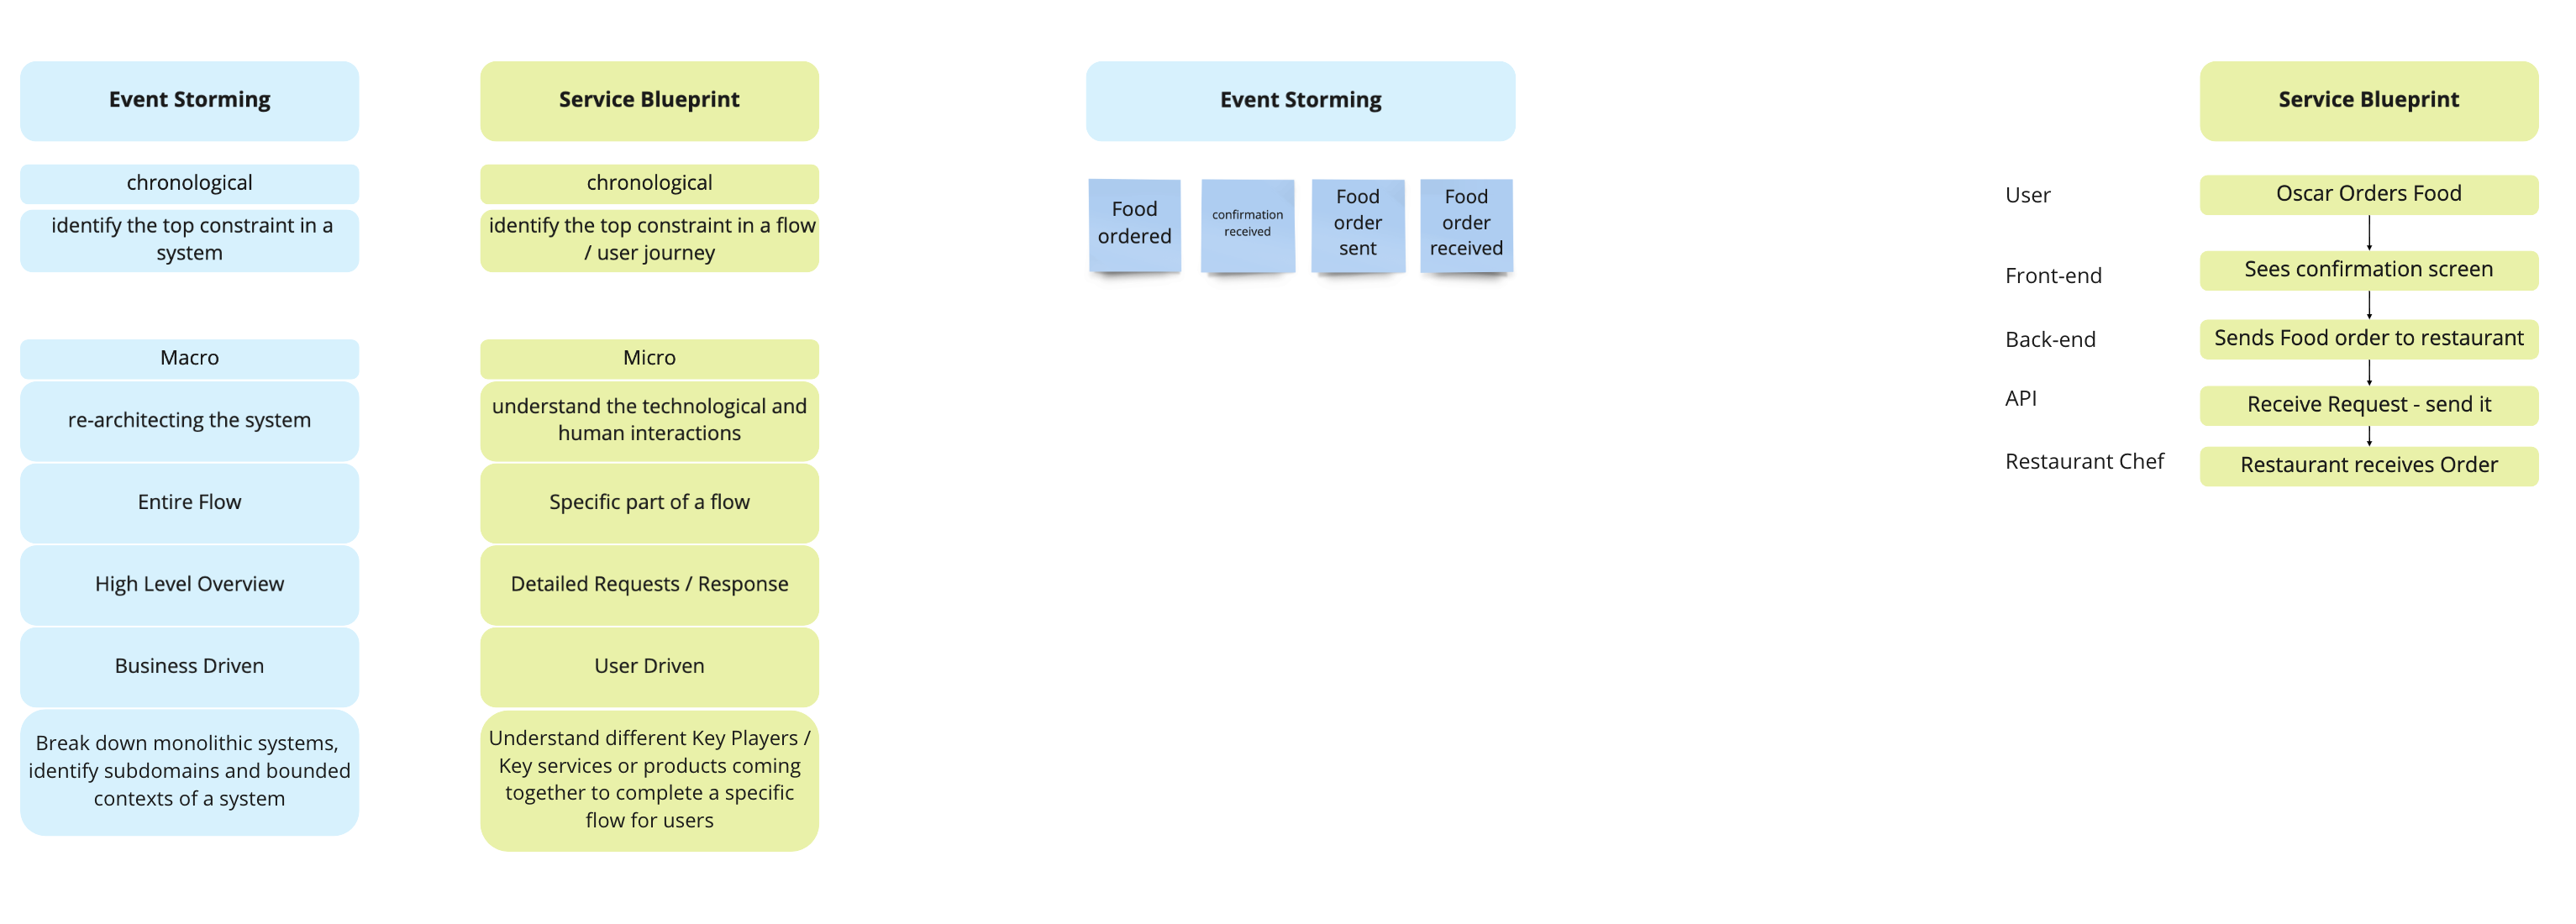 Event Storming
chronological
identify the top constraint in a
system
Macro
re-architecting the system
Entire Flow
High Level Overview
Business Driven
Break down monolithic systems,
identify subdomains and bounded
contexts of a system
Service Blueprint
chronological
identify the top constraint in a flow
/ user journey
Micro
understand the technological and
human interactions
Specific part of a flow
Detailed Requests / Response
User Driven
Understand different Key Players /
Key services or products coming
together to complete a specific
flow for users
Event Storming
Food
ordered
confirmation
received
Food
order
sent
Food
order
received
Service Blueprint
User
Oscar Orders Food
Front-end
Sees confirmation screen
Back-end
Sends Food order to restaurant
API
Receive Request - send it
Restaurant Chef
Restaurant receives Order